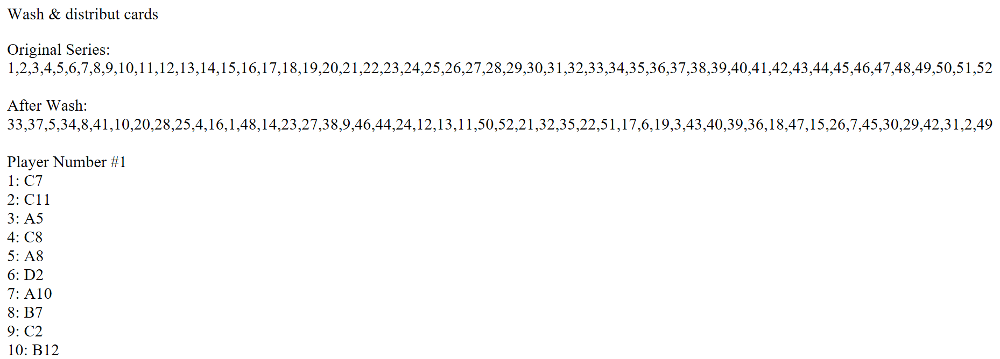 Wash & distribut cards
Original Series:
1,2,3,4,5,6,7,8,9,10,11,12,13,14,15,16,17,18,19,20,21,22,23,24,25,26,27,28,29,30,31,32,33,34,35,36,37,38,39,40,41,42,43,44,45,46,47,48,49,50,51,52
After Wash:
33,37,5,34,8,41,10,20,28,25,4,16,1,48,14,23,27,38,9,46,44,24,12,13,11,50,52,21,32,35,22,51,17,6,19,3,43,40,39,36,18,47,15,26,7,45,30,29,42,31,2,49
Player Number #1
1: C7
2: C11
3: A5
4: C8
5: A8
6: D2
7: A10
8: B7
9: C2
10: B12